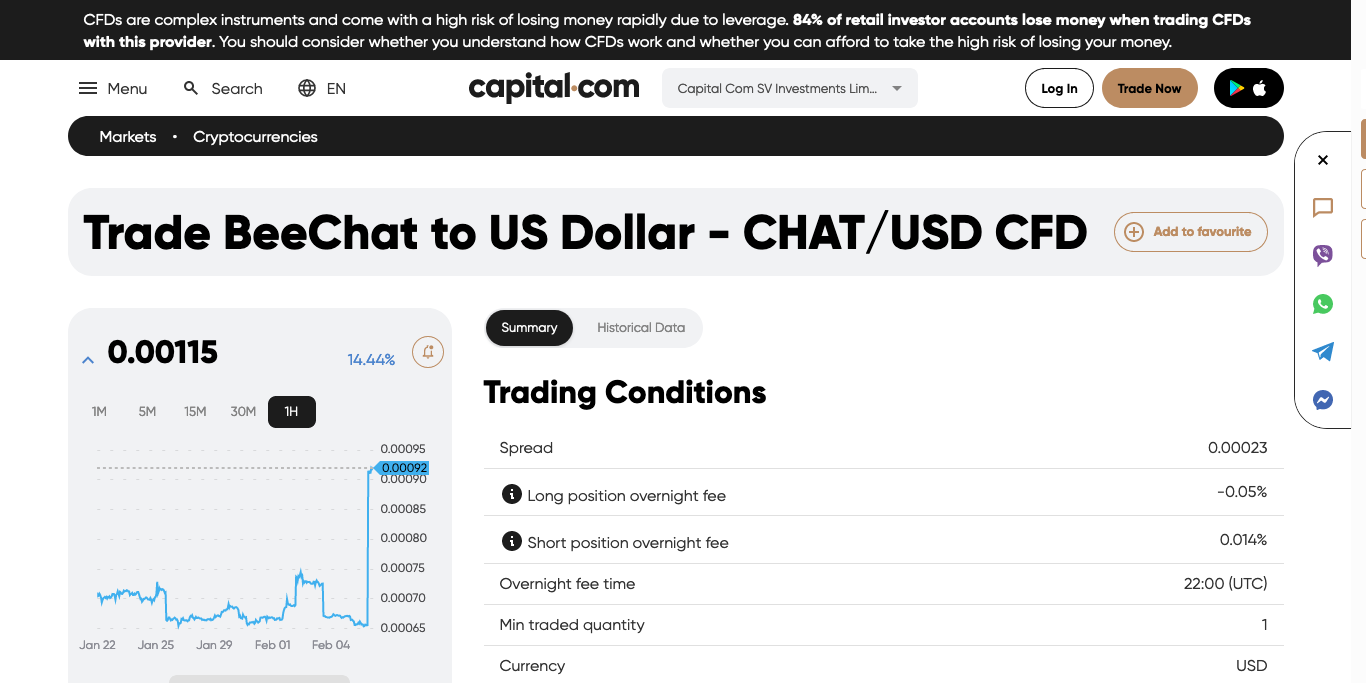 CFDs are complex instruments and come with a high risk of losing money rapidly due to leverage. 84% of retail investor accounts lose money when trading CFDs
with this provider. You should consider whether you understand how CFDs work and whether you can afford to take the high risk of losing your money.
Menu
Search
EN
capital.com
Capital Com SV Investments Lim...
Log In
Trade Now
Markets • Cryptocurrencies
Trade BeeChat to US Dollar - CHAT/USD CFD
Add to favourite
0.00115
14.44%
1M 5M 15M 30M 1H
0.00095
0.00092
0.00090
0.00085
0.00080
0.00075
0.00070
0.00065
Jan 22 Jan 25 Jan 29 Feb 01 Feb 04
Summary
Historical Data
Trading Conditions
Spread 0.00023
Long position overnight fee -0.05%
Short position overnight fee 0.014%
Overnight fee time 22:00 (UTC)
Min traded quantity 1
Currency USD